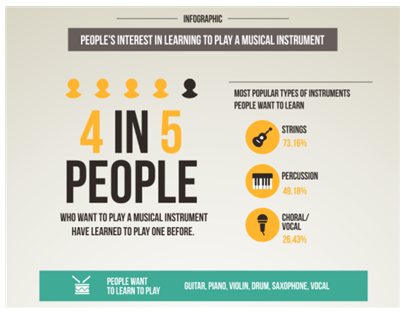 INFOGRAPHIC
PEOPLE'S INTEREST IN LEARNING TO PLAY A MUSICAL INSTRUMENT
4 IN 5
PEOPLE
WHO WANT TO PLAY A MUSICAL INSTRUMENT
HAVE LEARNED TO PLAY ONE BEFORE.
MOST POPULAR TYPES OF INSTRUMENTS
PEOPLE WANT TO LEARN
STRINGS
73.16%
PERCUSSION
49.18%
CHORAL/
VOCAL
26.43%
PEOPLE WANT
TO LEARN TO PLAY
GUITAR, PIANO, VIOLIN, DRUM, SAXOPHONE, VOCAL